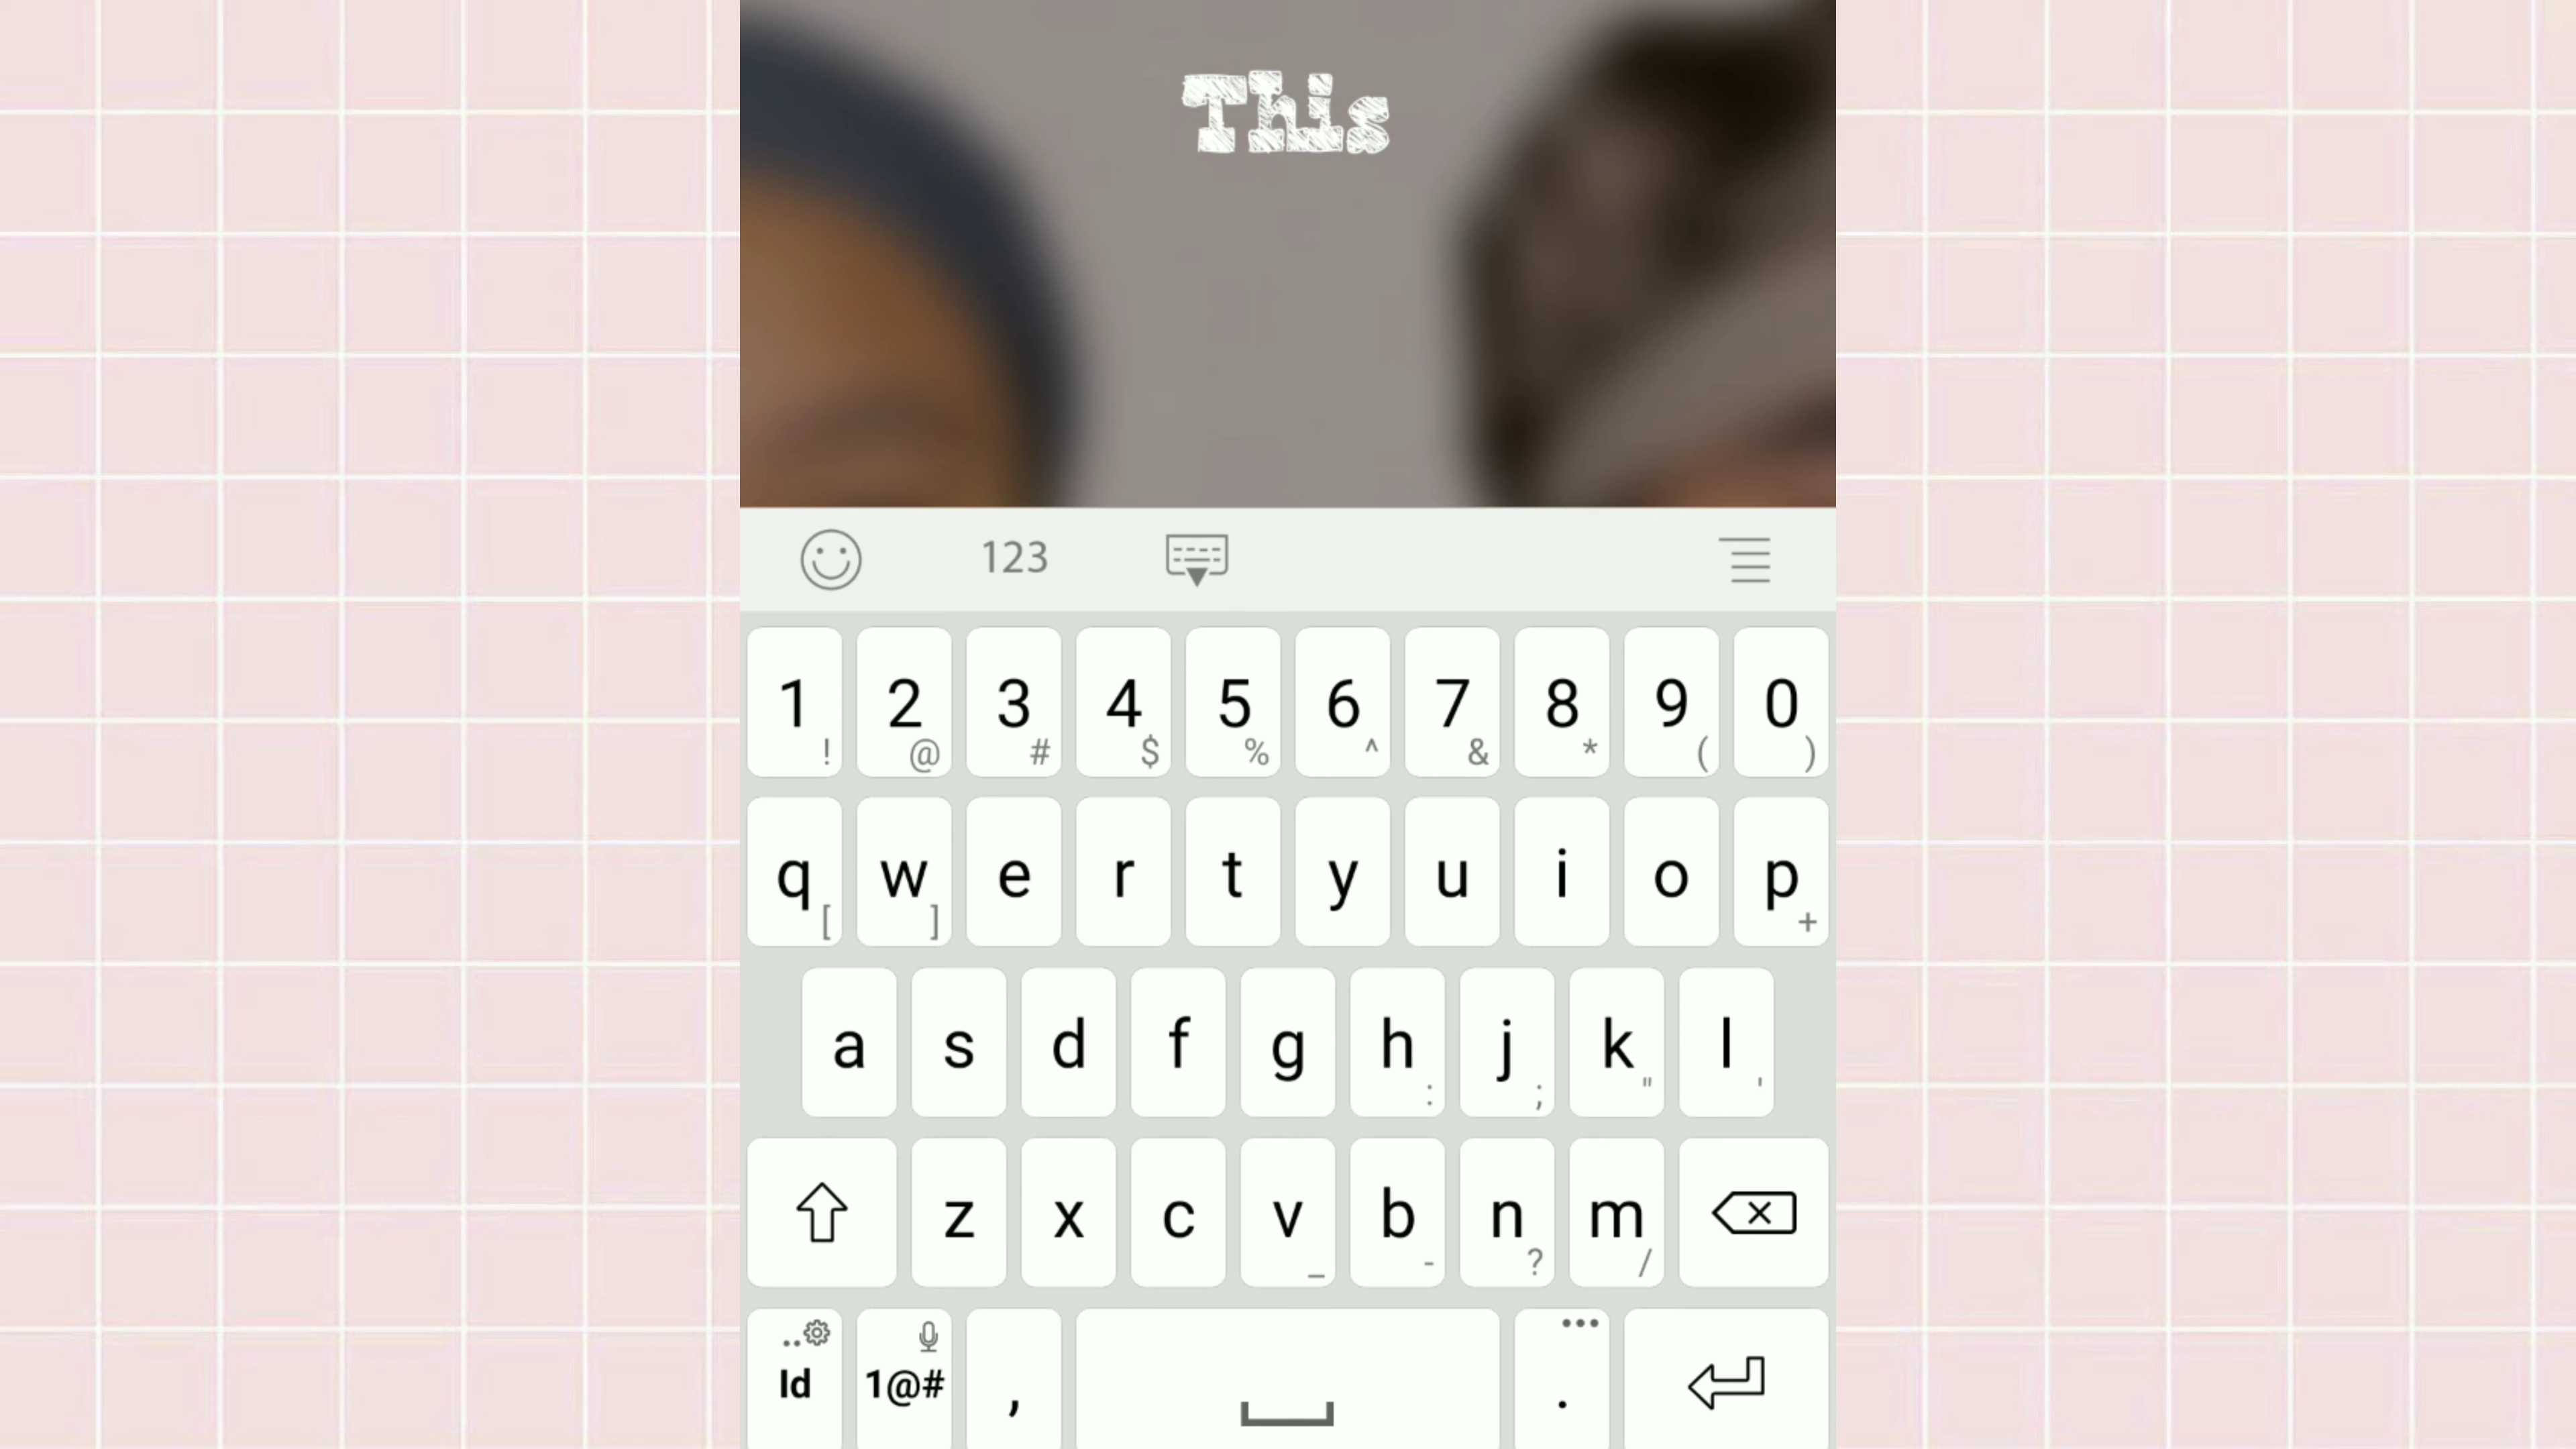 This
123
1 2 3 4 5 6 7 8 9 0
! @ # $ % ^ & * ( )
q w e r t y u i o p
[ ] +
a s d f g h j k l
: ; " '
z x c v b n m
_ - ? /
Id 1@# , .